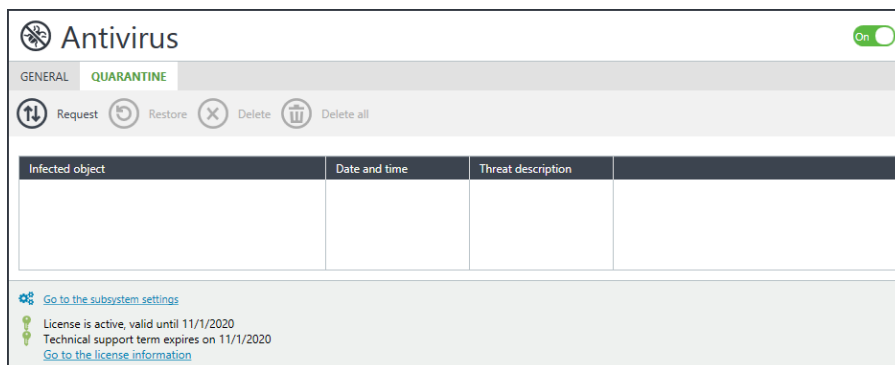 Antivirus
On
GENERAL QUARANTINE
Request Restore Delete Delete all
Infected object Date and time Threat description
Go to the subsystem settings
License is active, valid until 11/1/2020
Technical support term expires on 11/1/2020
Go to the license information